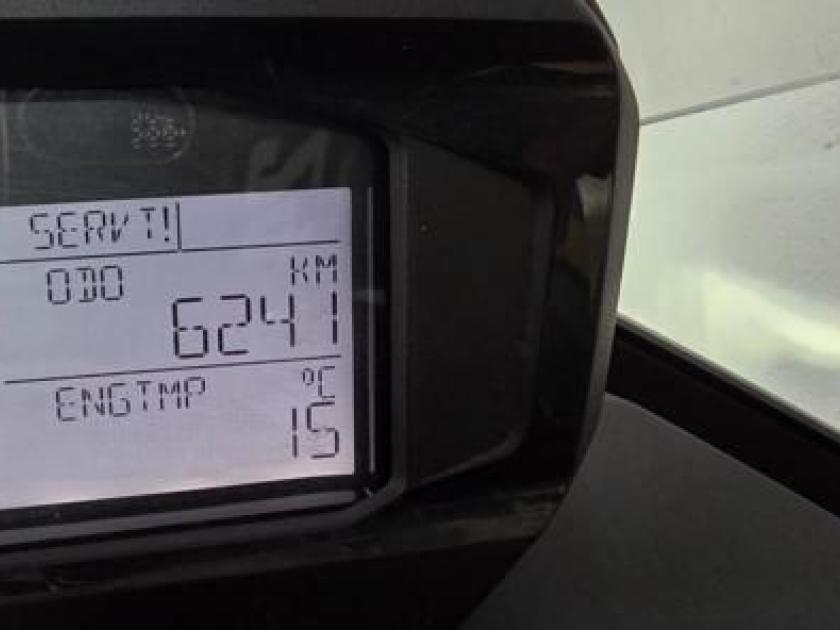 SERVT!
ODO KM
6241
ENGTMP °C
15